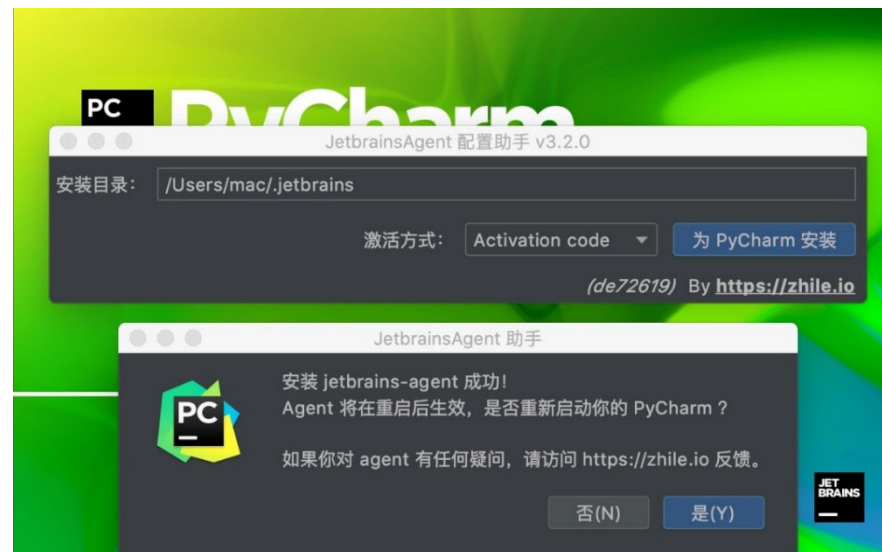 PC
PyCharm
JetbrainsAgent 配置助手 v3.2.0
安装目录： /Users/mac/.jetbrains
激活方式： Activation code 为 PyCharm 安装
(de72619) By https://zhile.io
JetbrainsAgent 助手
PC
安装 jetbrains-agent 成功!
Agent 将在重启后生效，是否重新启动你的 PyCharm ?
如果你对 agent 有任何疑问，请访问 https://zhile.io 反馈。
JET
BRAINS
否(N) 是(Y)